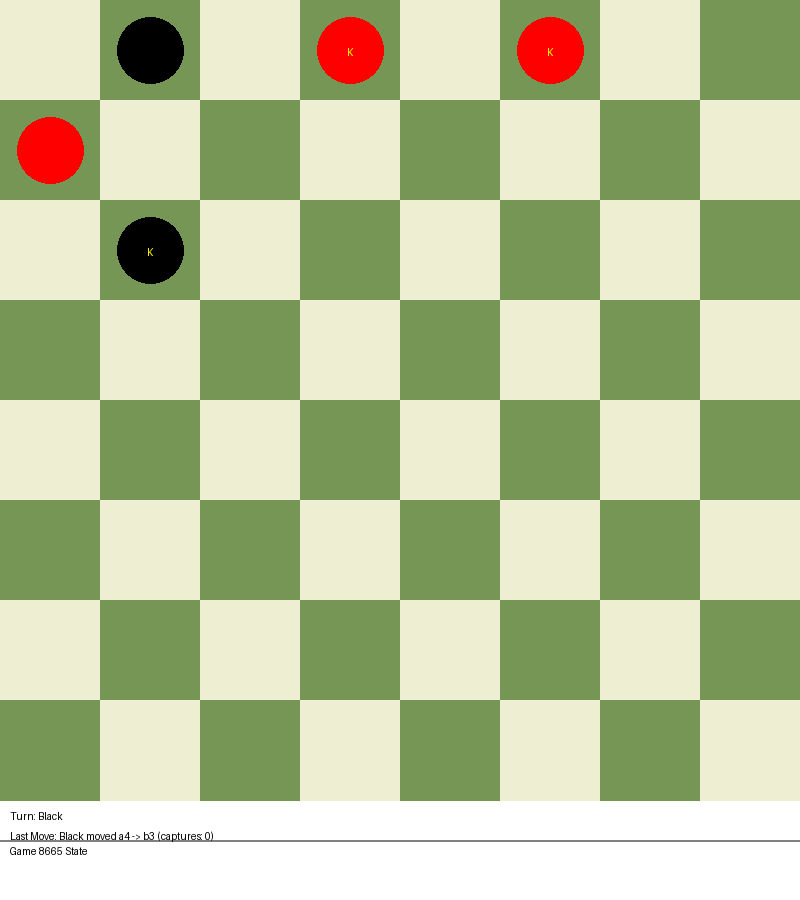 K
K
K
Turn: Black
Last Move: Black moved a4 -> b3 (captures: 0)
Game 8665 State